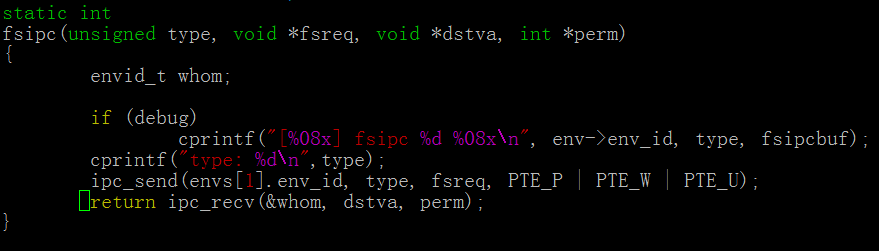 static int
fsipc(unsigned type, void *fsreq, void *dstva, int *perm)
{
        envid_t whom;

        if (debug)
                cprintf("[%08x] fsipc %d %08x\n", env->env_id, type, fsipcbuf);
        cprintf("type: %d\n",type);
        ipc_send(envs[1].env_id, type, fsreq, PTE_P | PTE_W | PTE_U);
        return ipc_recv(&whom, dstva, perm);
}